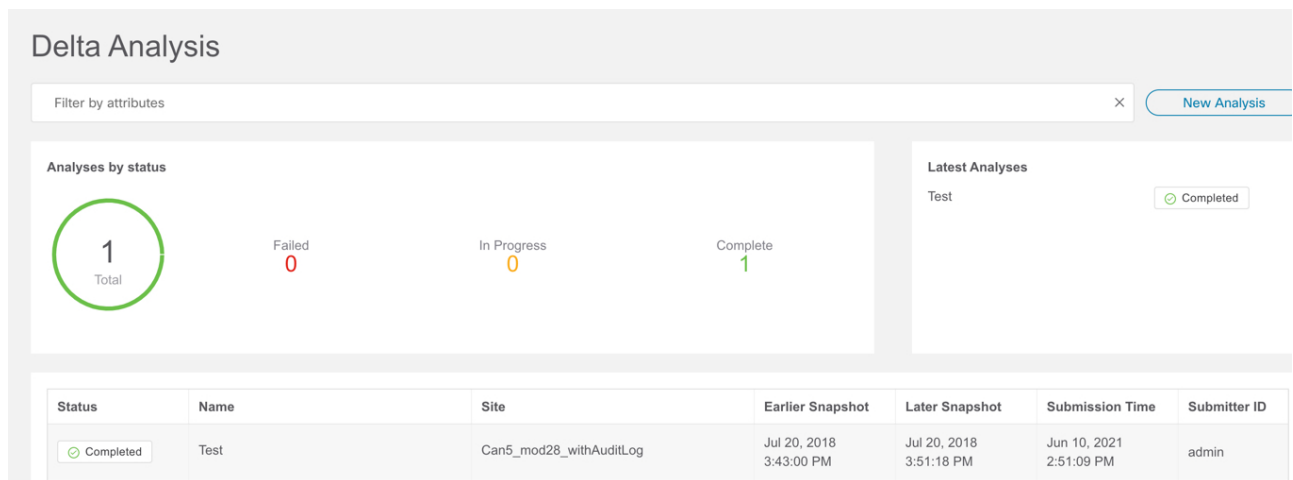 Delta Analysis
Filter by attributes
New Analysis
Analyses by status
1
Total
Failed
0
In Progress
0
Complete
1
Latest Analyses
Test
Completed
Status Name Site Earlier Snapshot Later Snapshot Submission Time Submitter ID
Completed Test Can5_mod28_withAuditLog Jul 20, 2018 3:43:00 PM Jul 20, 2018 3:51:18 PM Jun 10, 2021 2:51:09 PM admin